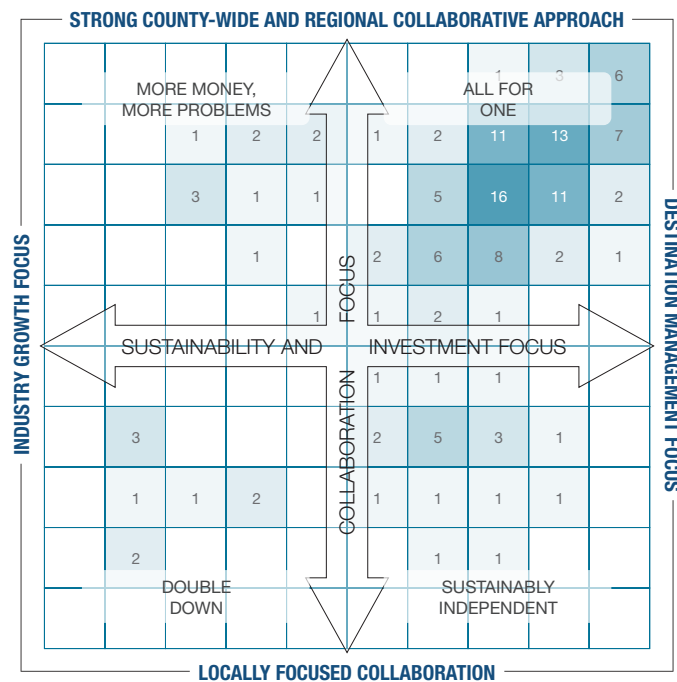 STRONG COUNTY-WIDE AND REGIONAL COLLABORATIVE APPROACH
1 3 6
MORE MONEY,
MORE PROBLEMS
ALL FOR
ONE
1 2 2 1 2 11 13 7
3 1 1 5 16 11 2
1 2 6 8 2 1
1 1 2 1
INDUSTRY GROWTH FOCUS
DESTINATION MANAGEMENT FOCUS
SUSTAINABILITY AND INVESTMENT FOCUS
COLLABORATION FOCUS
1 1 1
3 2 5 3 1
1 1 2 1 1 1 1
2 1 1
DOUBLE
DOWN
SUSTAINABLY
INDEPENDENT
LOCALLY FOCUSED COLLABORATION